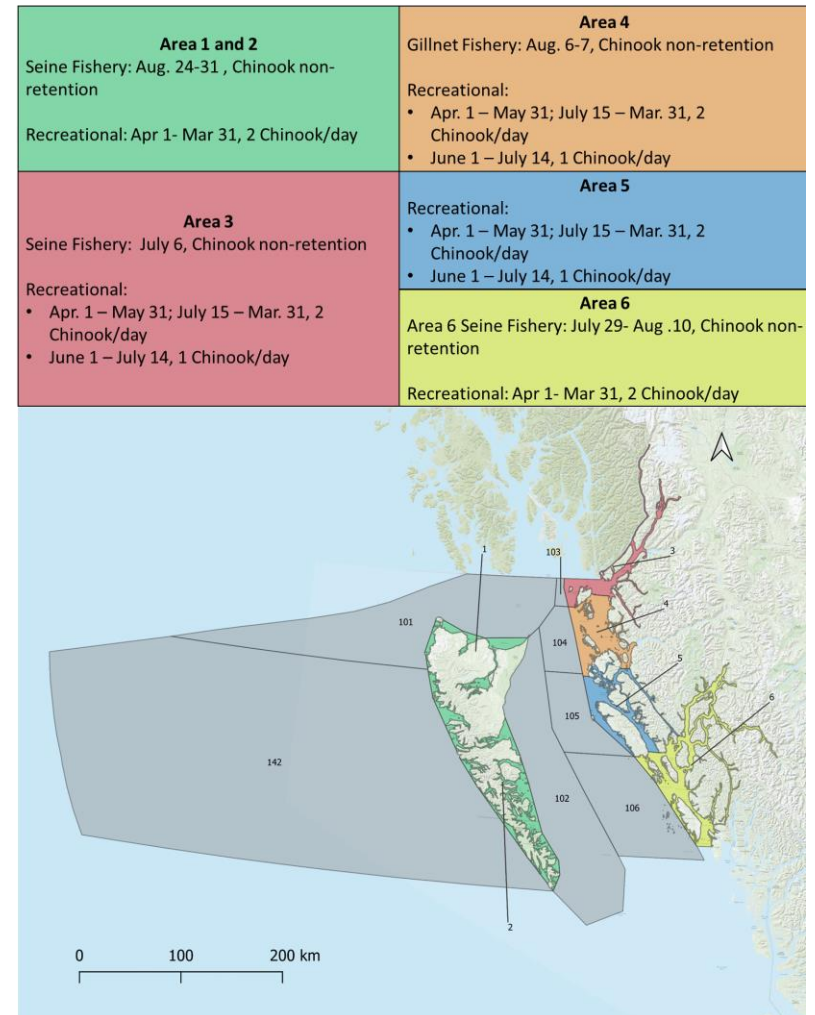 Area 1 and 2
Seine Fishery: Aug. 24-31 , Chinook non-
retention
Recreational: Apr 1- Mar 31, 2 Chinook/day
Area 4
Gillnet Fishery: Aug. 6-7, Chinook non-retention
Recreational:
• Apr. 1 – May 31; July 15 – Mar. 31, 2
Chinook/day
• June 1 – July 14, 1 Chinook/day
Area 3
Seine Fishery:  July 6, Chinook non-retention
Recreational:
• Apr. 1 – May 31; July 15 – Mar. 31, 2
Chinook/day
• June 1 – July 14, 1 Chinook/day
Area 5
Recreational:
• Apr. 1 – May 31; July 15 – Mar. 31, 2
Chinook/day
• June 1 – July 14, 1 Chinook/day
Area 6
Area 6 Seine Fishery: July 29- Aug .10, Chinook non-
retention
Recreational: Apr 1- Mar 31, 2 Chinook/day
1
103
3
4
101
104
5
105
6
142
102
106
2
0 100 200 km